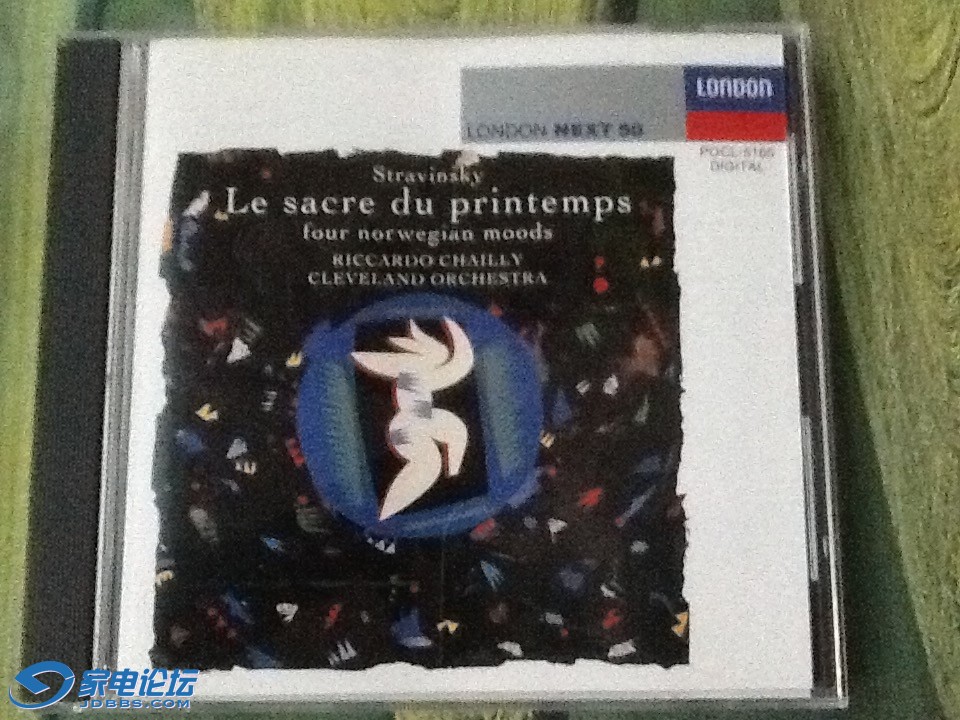 LONDON
LONDON NEXT 50
POCL-5165
DIGITAL
Stravinsky
Le sacre du printemps
four norwegian moods
RICCARDO CHAILLY
CLEVELAND ORCHESTRA
家电论坛
JDBBS.COM